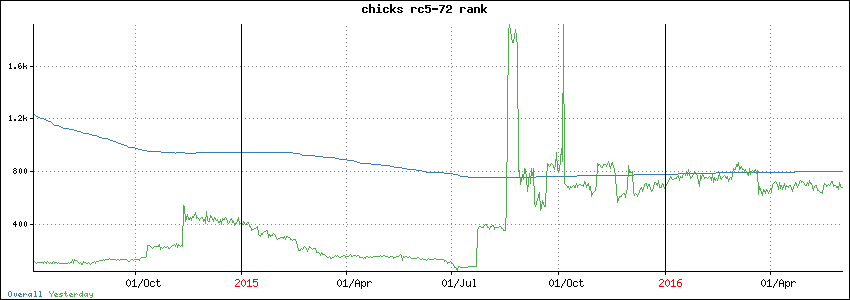 chicks rc5-72 rank
1.6k
1.2k
800
400
01/Oct 2015 01/Apr 01/Jul 01/Oct 2016 01/Apr
Overall Yesterday